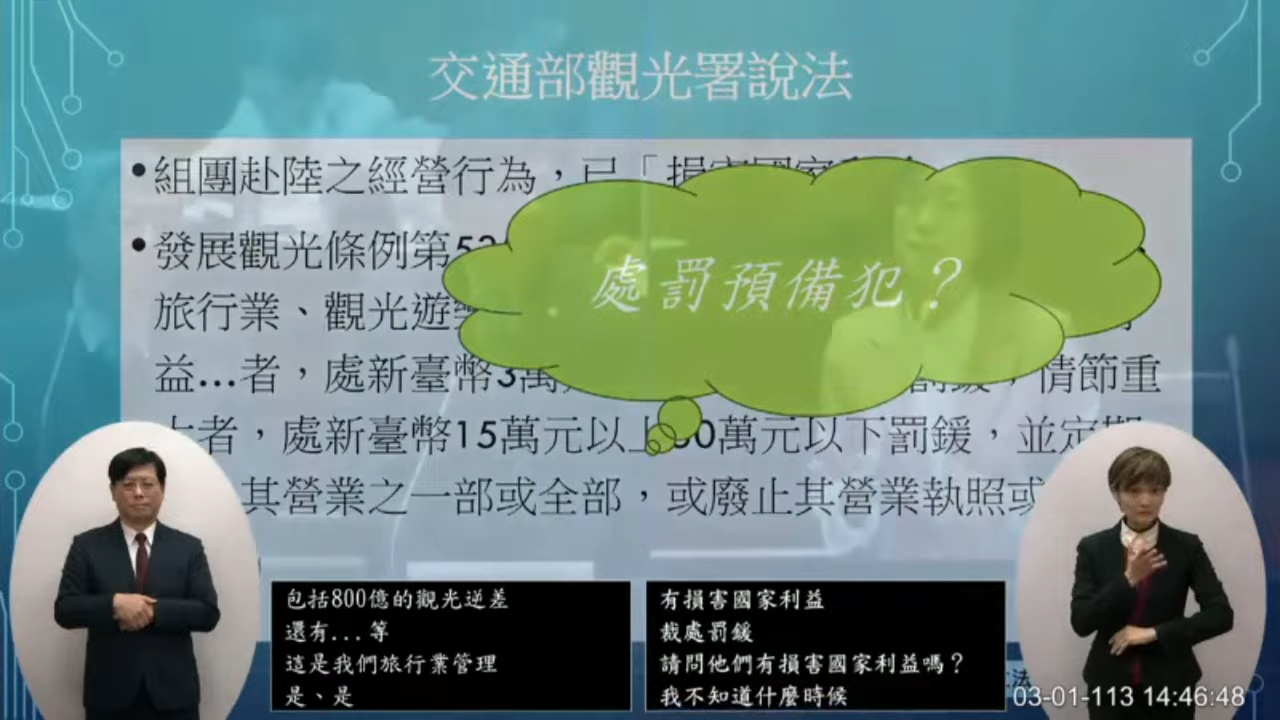 交通部觀光署說法
•組團赴陸之經營行為，已「損害國家
處罰預備犯？
•發展觀光條例第53
旅行業、觀光遊
益…者，處新臺幣3萬 罰鍰，情節重
大者，處新臺幣15萬元以上50萬元以下罰鍰，並定期
其營業之一部或全部，或廢止其營業執照或
包括800億的觀光逆差
還有...等
這是我們旅行業管理
是、是
有損害國家利益
裁處罰鍰
請問他們有損害國家利益嗎？
我不知道什麼時候
法
03-01-113 14:46:48